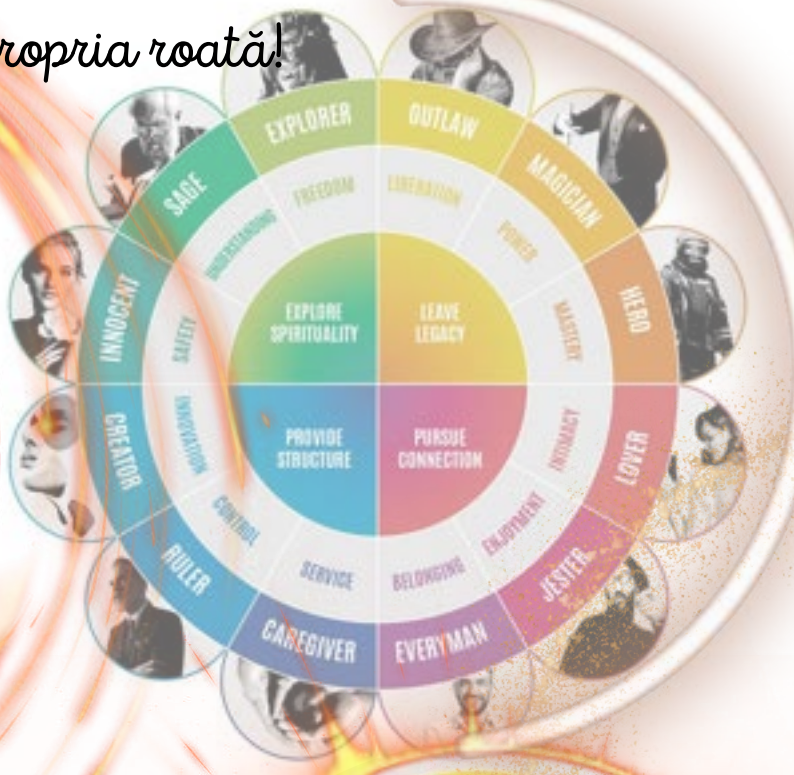 ropria roată!
EXPLORER
OUTLAW
MAGICIAN
HERO
LOVER
JESTER
EVERYMAN
CAREGIVER
RULER
CREATOR
INNOCENT
SAGE
FREEDOM
LIBERATION
POWER
MASTERY
INTIMACY
ENJOYMENT
BELONGING
SERVICE
CONTROL
INNOVATION
SAFETY
UNDERSTANDING
EXPLORE
SPIRITUALITY
LEAVE
LEGACY
PROVIDE
STRUCTURE
PURSUE
CONNECTION